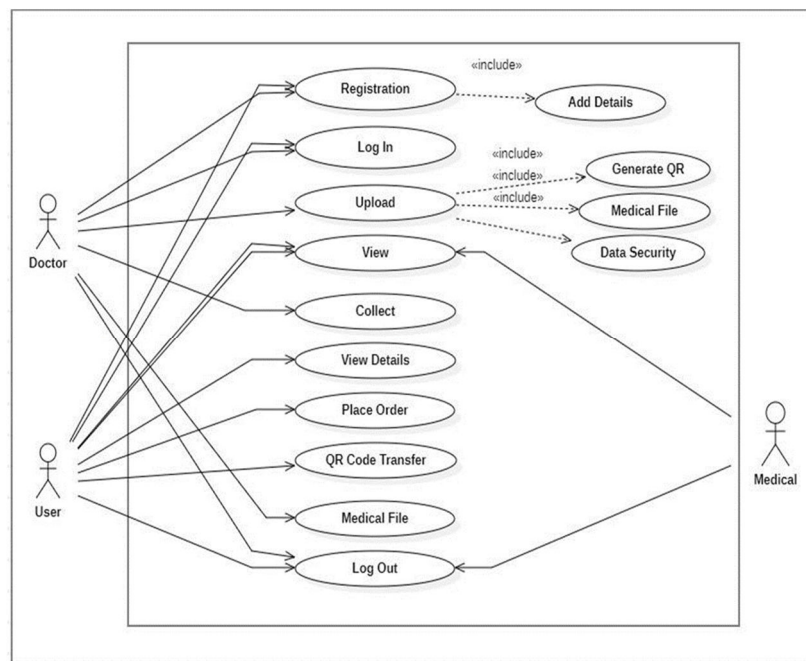 «include»
Registration
Add Details
Log In
«include»
Generate QR
«include»
Upload
«include»
Medical File
Doctor
View
Data Security
Collect
View Details
Place Order
QR Code Transfer
User
Medical
Medical File
Log Out